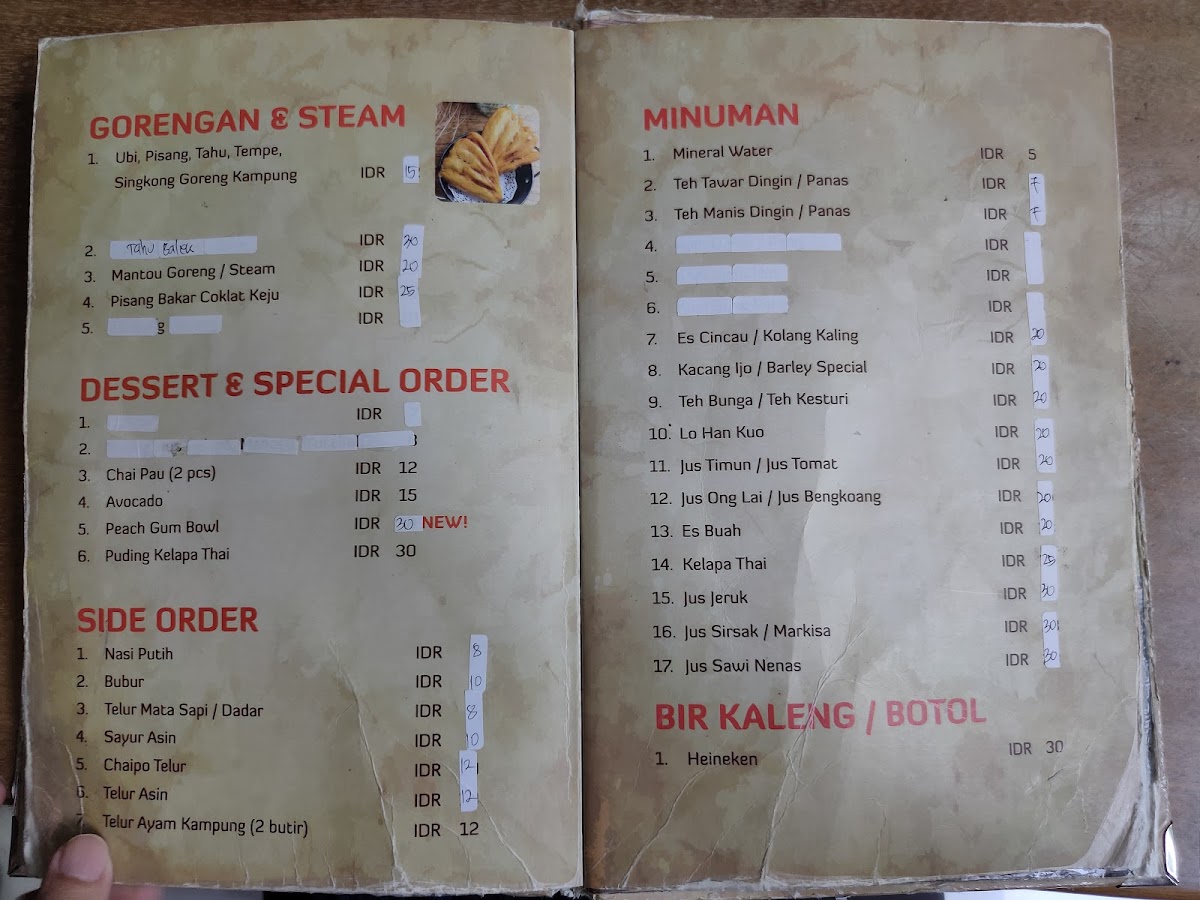 GORENGAN & STEAM
1. Ubi, Pisang, Tahu, Tempe,
Singkong Goreng Kampung IDR 15
2. Tahu IDR 30
3. Mantou Goreng / Steam IDR 20
4. Pisang Bakar Coklat Keju IDR 25
5. g IDR
DESSERT & SPECIAL ORDER
1. IDR
2.
3. Chai Pau (2 pcs) IDR 12
4. Avocado IDR 15
5. Peach Gum Bowl IDR 30 NEW!
6. Puding Kelapa Thai IDR 30
SIDE ORDER
1. Nasi Putih IDR 8
2. Bubur IDR 10
3. Telur Mata Sapi / Dadar IDR 8
4. Sayur Asin IDR 10
5. Chaipo Telur IDR 12
6. Telur Asin IDR 12
Telur Ayam Kampung (2 butir) IDR 12
MINUMAN
1. Mineral Water IDR 5
2. Teh Tawar Dingin / Panas IDR 7
3. Teh Manis Dingin / Panas IDR 7
4. IDR
5. IDR
6. IDR
7. Es Cincau / Kolang Kaling IDR 20
8. Kacang Ijo / Barley Special IDR 20
9. Teh Bunga / Teh Kesturi IDR 20
10. Lo Han Kuo IDR 20
11. Jus Timun / Jus Tomat IDR 20
12. Jus Ong Lai / Jus Bengkoang IDR 20
13. Es Buah IDR 20
14. Kelapa Thai IDR 25
15. Jus Jeruk IDR 30
16. Jus Sirsak / Markisa IDR 30
17. Jus Sawi Nenas IDR 30
BIR KALENG / BOTOL
1. Heineken IDR 30